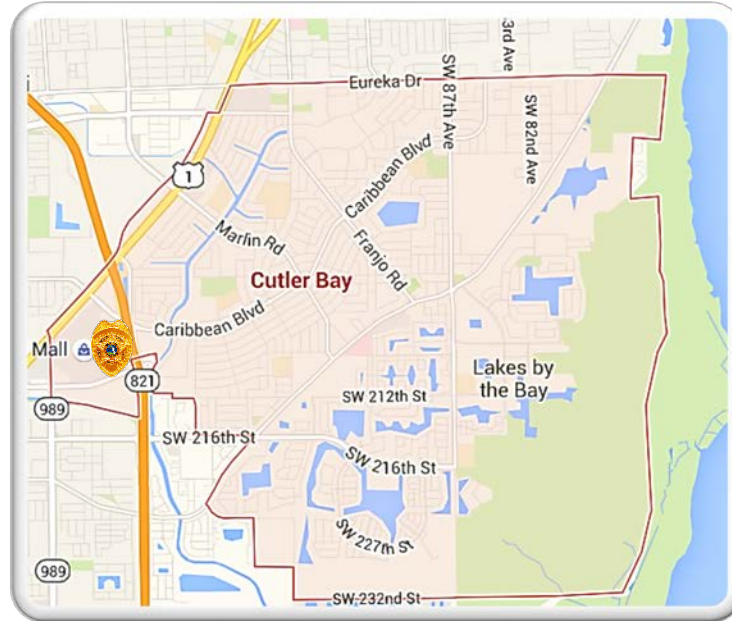 3rd Ave
Eureka Dr
SW 87th Ave
SW 82nd Ave
1
Caribbean Blvd
Marlin Rd
Franjo Rd
Cutler Bay
Caribbean Blvd
Mall
821
Lakes by
the Bay
989
SW 212th St
SW 216th St
SW 216th St
SW 227th St
989
SW 232nd St